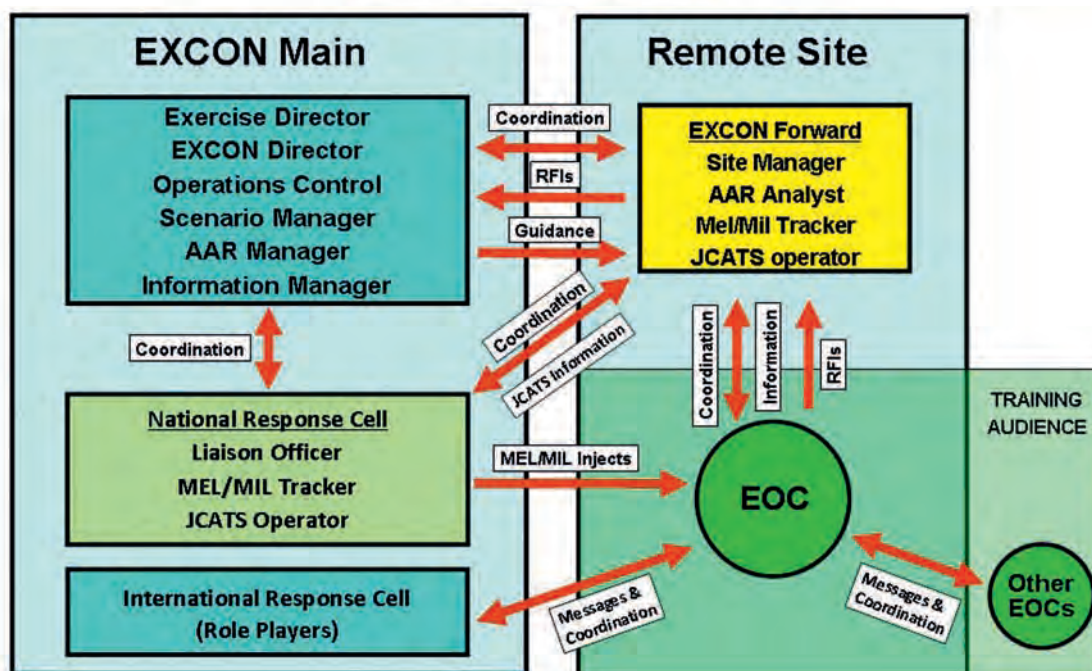 EXCON Main
Exercise Director
EXCON Director
Operations Control
Scenario Manager
AAR Manager
Information Manager
Coordination
National Response Cell
Liaison Officer
MEL/MIL Tracker
JCATS Operator
International Response Cell
(Role Players)
Coordination
RFIs
Guidance
Coordination
JCATS Information
MEL/MIL Injects
Messages &
Coordination
Remote Site
EXCON Forward
Site Manager
AAR Analyst
Mel/Mil Tracker
JCATS operator
Coordination
Information
RFIs
EOC
Messages &
Coordination
TRAINING
AUDIENCE
Other
EOCs